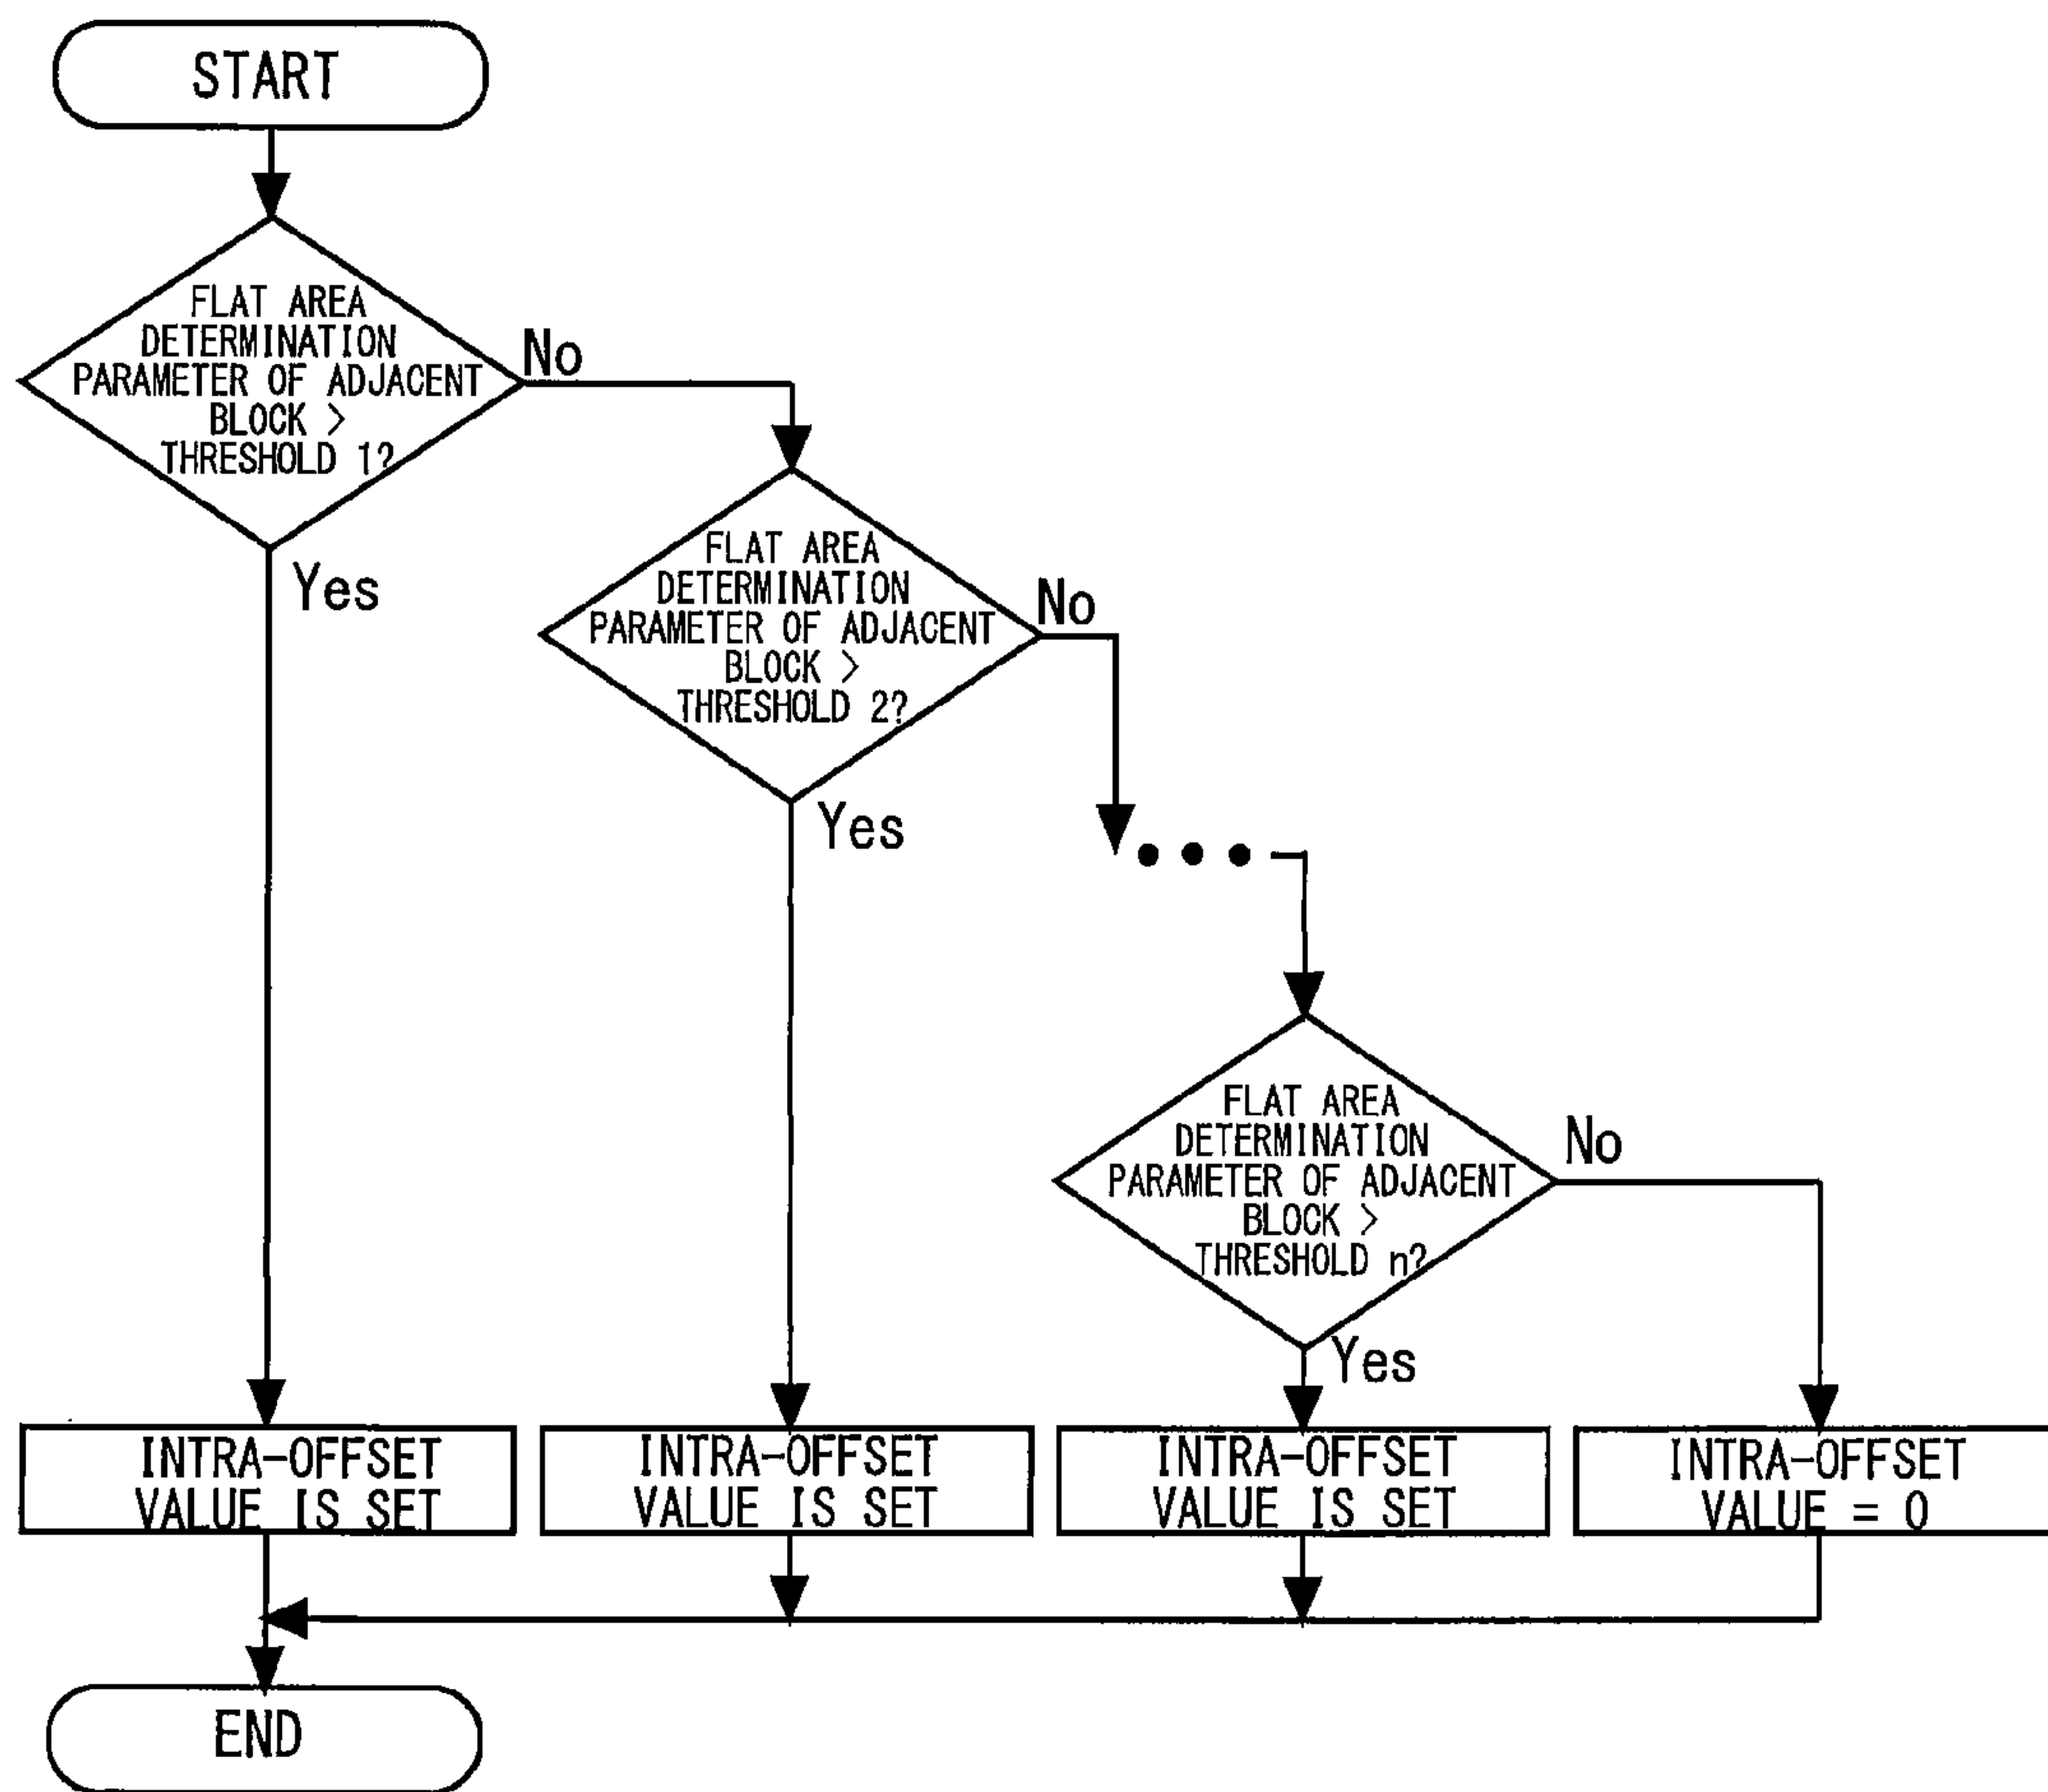 START
FLAT AREA
DETERMINATION
PARAMETER OF ADJACENT
BLOCK >
THRESHOLD 1?
No
Yes
FLAT AREA
DETERMINATION
PARAMETER OF ADJACENT
BLOCK >
THRESHOLD 2?
No
Yes
• • •
FLAT AREA
DETERMINATION
PARAMETER OF ADJACENT
BLOCK >
THRESHOLD n?
No
Yes
INTRA-OFFSET
VALUE IS SET
INTRA-OFFSET
VALUE IS SET
INTRA-OFFSET
VALUE IS SET
INTRA-OFFSET
VALUE = 0
END